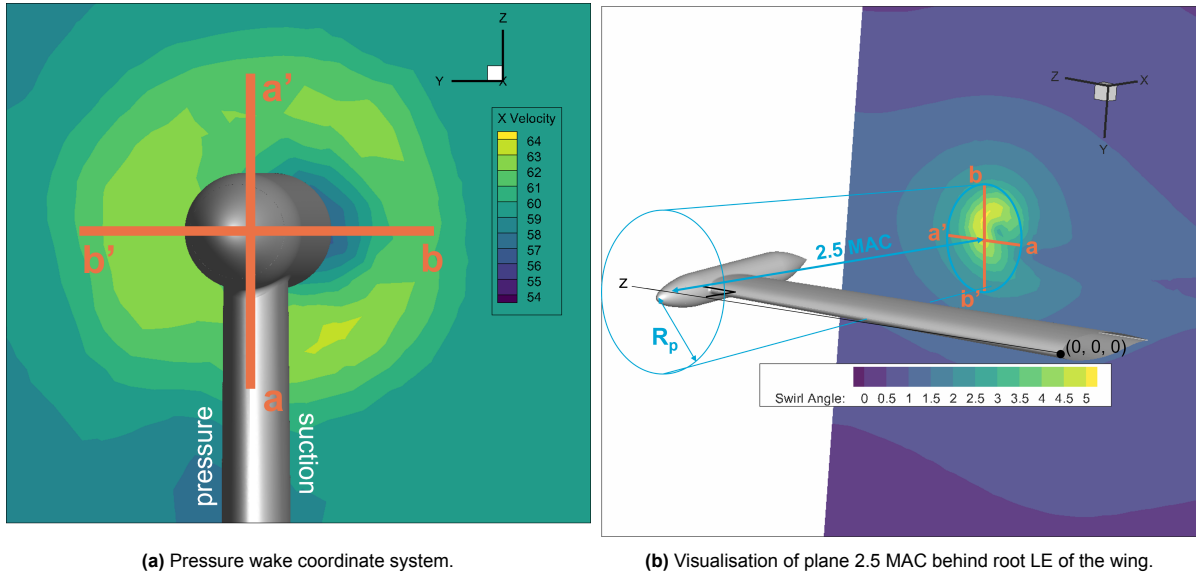 Z
Y
X
a’
X Velocity
64
63
62
61
60
59
58
57
56
55
54
b’
b
a
pressure
suction
(a) Pressure wake coordinate system.
Z
X
Y
b
a’
a
2.5 MAC
b’
Z
Rp
(0, 0, 0)
Swirl Angle: 0 0.5 1 1.5 2 2.5 3 3.5 4 4.5 5
(b) Visualisation of plane 2.5 MAC behind root LE of the wing.